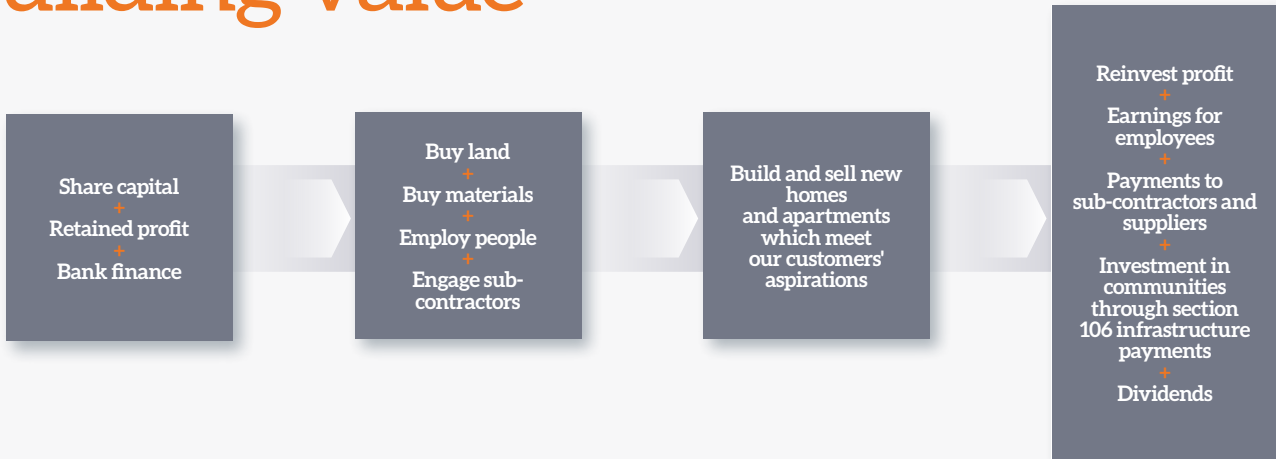 value
Share capital
+
Retained profit
+
Bank finance
Buy land
+
Buy materials
+
Employ people
+
Engage sub-
contractors
Build and sell new
homes
and apartments
which meet
our customers'
aspirations
Reinvest profit
+
Earnings for
employees
+
Payments to
sub-contractors and
suppliers
+
Investment in
communities
through section
106 infrastructure
payments
+
Dividends